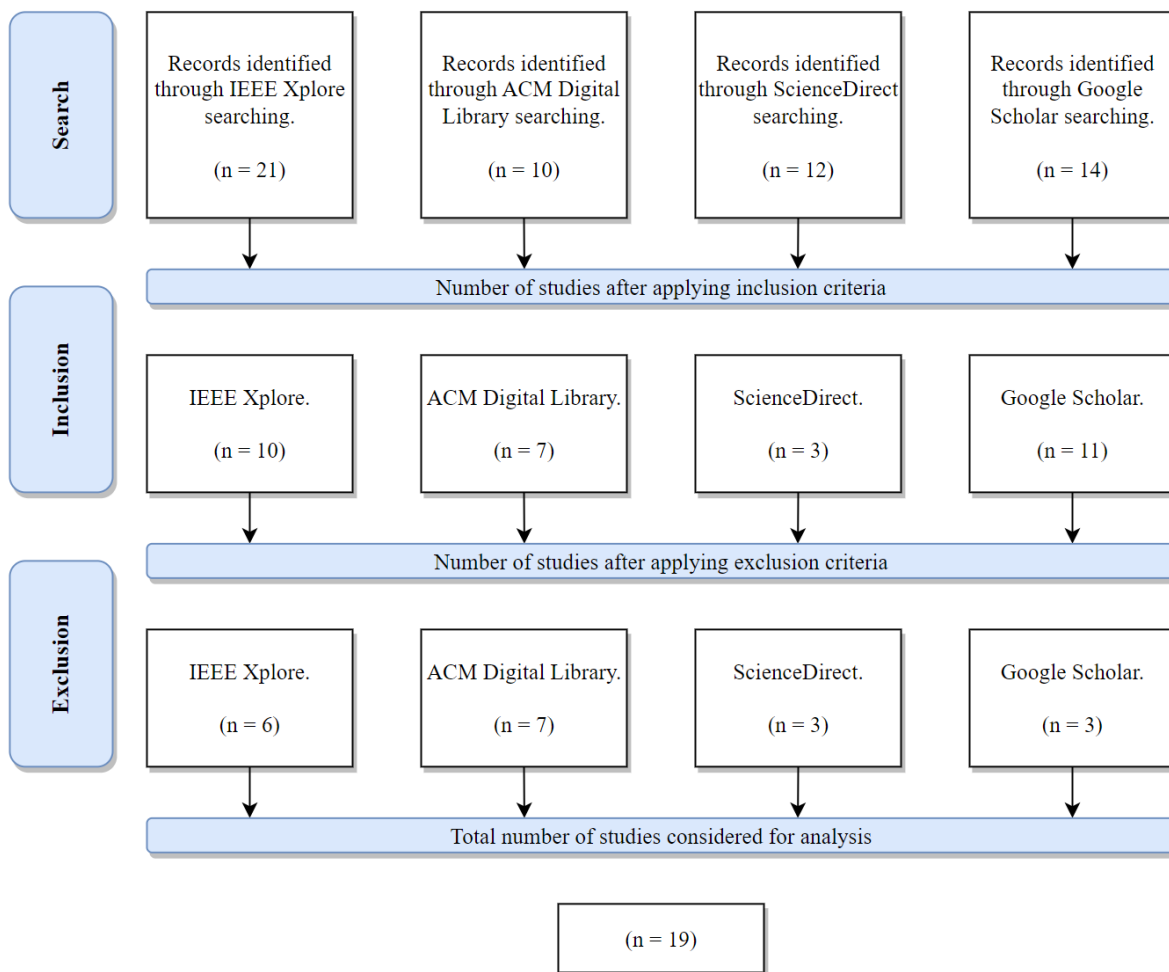 Search
Records identified
through IEEE Xplore
searching.
(n = 21)
Records identified
through ACM Digital
Library searching.
(n = 10)
Records identified
through ScienceDirect
searching.
(n = 12)
Records identified
through Google
Scholar searching.
(n = 14)
Number of studies after applying inclusion criteria
Inclusion
IEEE Xplore.
(n = 10)
ACM Digital Library.
(n = 7)
ScienceDirect.
(n = 3)
Google Scholar.
(n = 11)
Number of studies after applying exclusion criteria
Exclusion
IEEE Xplore.
(n = 6)
ACM Digital Library.
(n = 7)
ScienceDirect.
(n = 3)
Google Scholar.
(n = 3)
Total number of studies considered for analysis
(n = 19)